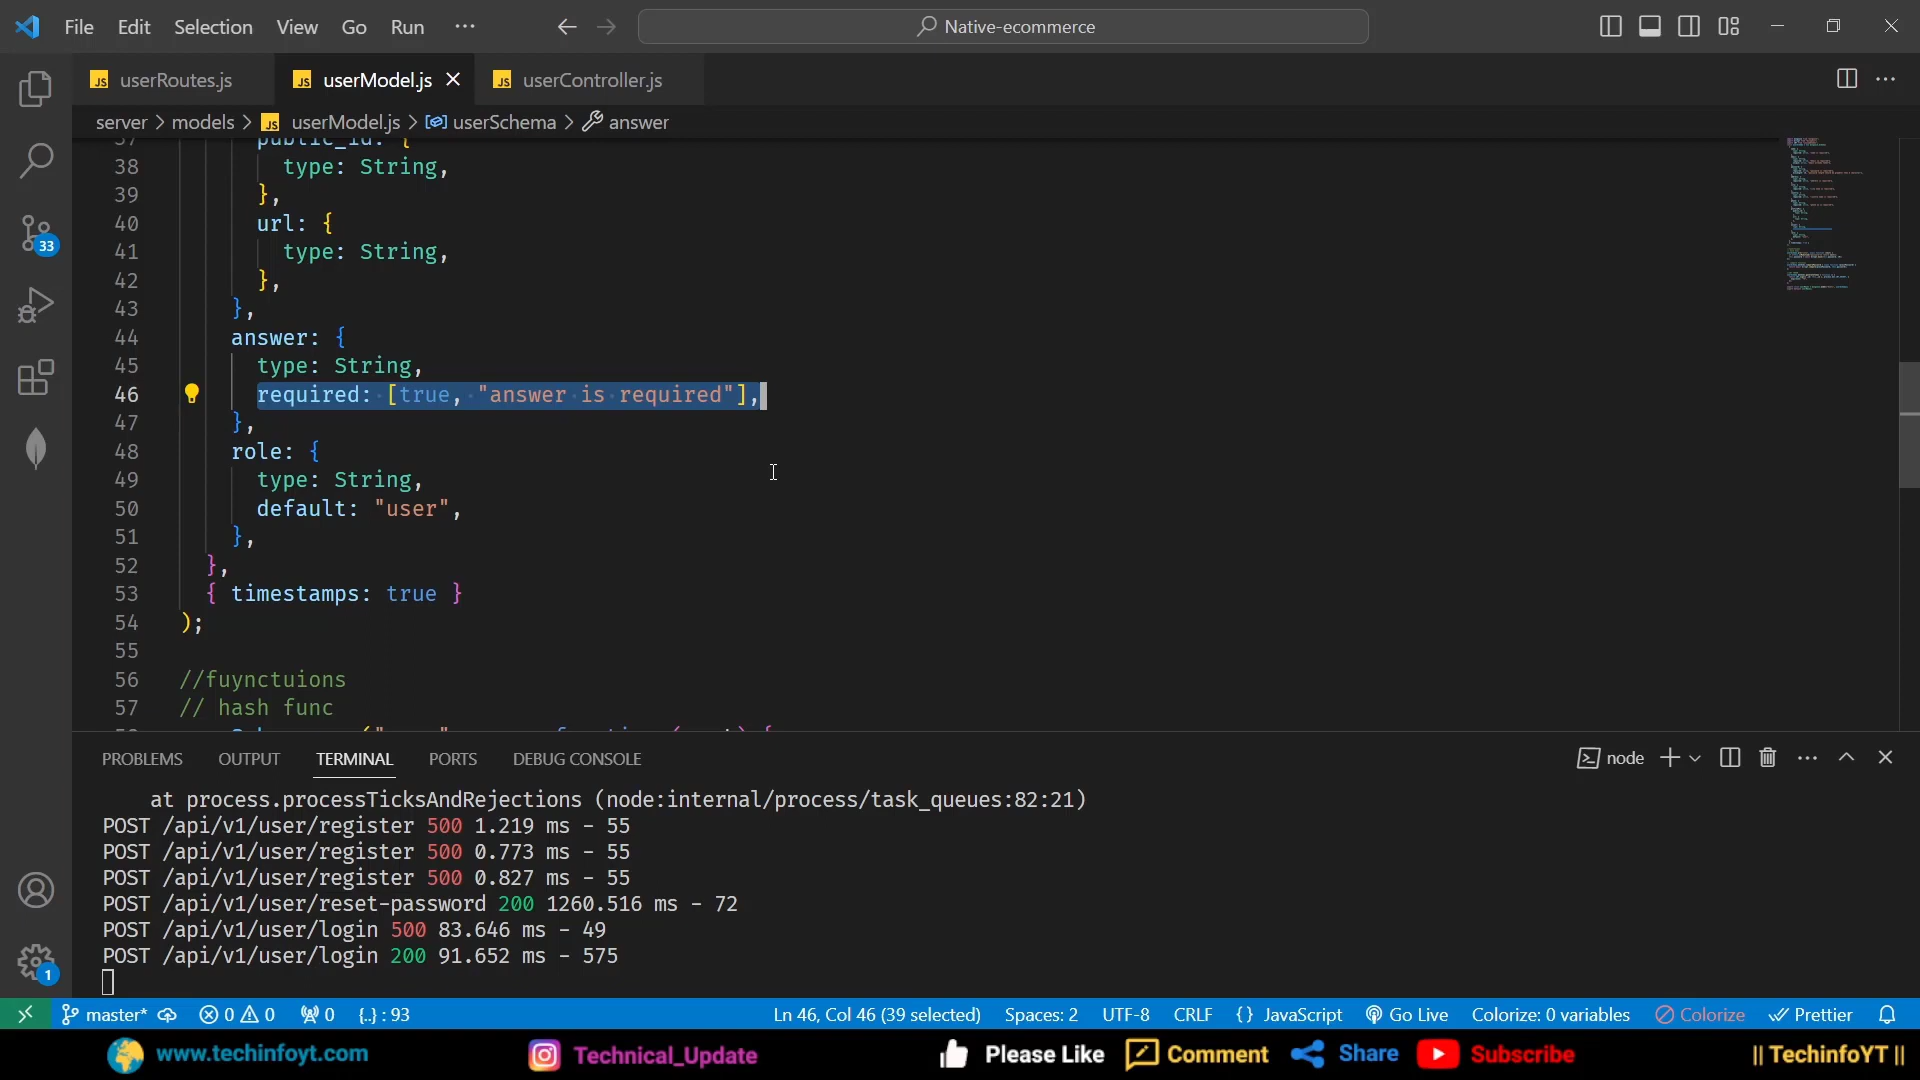 File Edit Selection View Go Run ···
Native-ecommerce
JS userRoutes.js
JS userModel.js
JS userController.js
server > models > JS userModel.js > userSchema > answer
37 public_id: {
38 type: String,
39 },
40 url: {
41 type: String,
42 },
43 },
44 answer: {
45 type: String,
46 required: [true, "answer is required"],
47 },
48 role: {
49 type: String,
50 default: "user",
51 },
52 },
53 { timestamps: true }
54 );
55
56 //fuynctuions
57 // hash func
33
PROBLEMS OUTPUT TERMINAL PORTS DEBUG CONSOLE
node
at process.processTicksAndRejections (node:internal/process/task_queues:82:21)
POST /api/v1/user/register 500 1.219 ms - 55
POST /api/v1/user/register 500 0.773 ms - 55
POST /api/v1/user/register 500 0.827 ms - 55
POST /api/v1/user/reset-password 200 1260.516 ms - 72
POST /api/v1/user/login 500 83.646 ms - 49
POST /api/v1/user/login 200 91.652 ms - 575
1
master* 0 0 0 {..} : 93 Ln 46, Col 46 (39 selected) Spaces: 2 UTF-8 CRLF {} JavaScript Go Live Colorize: 0 variables Colorize Prettier
www.techinfoyt.com Technical_Update Please Like Comment Share Subscribe || TechinfoYT ||